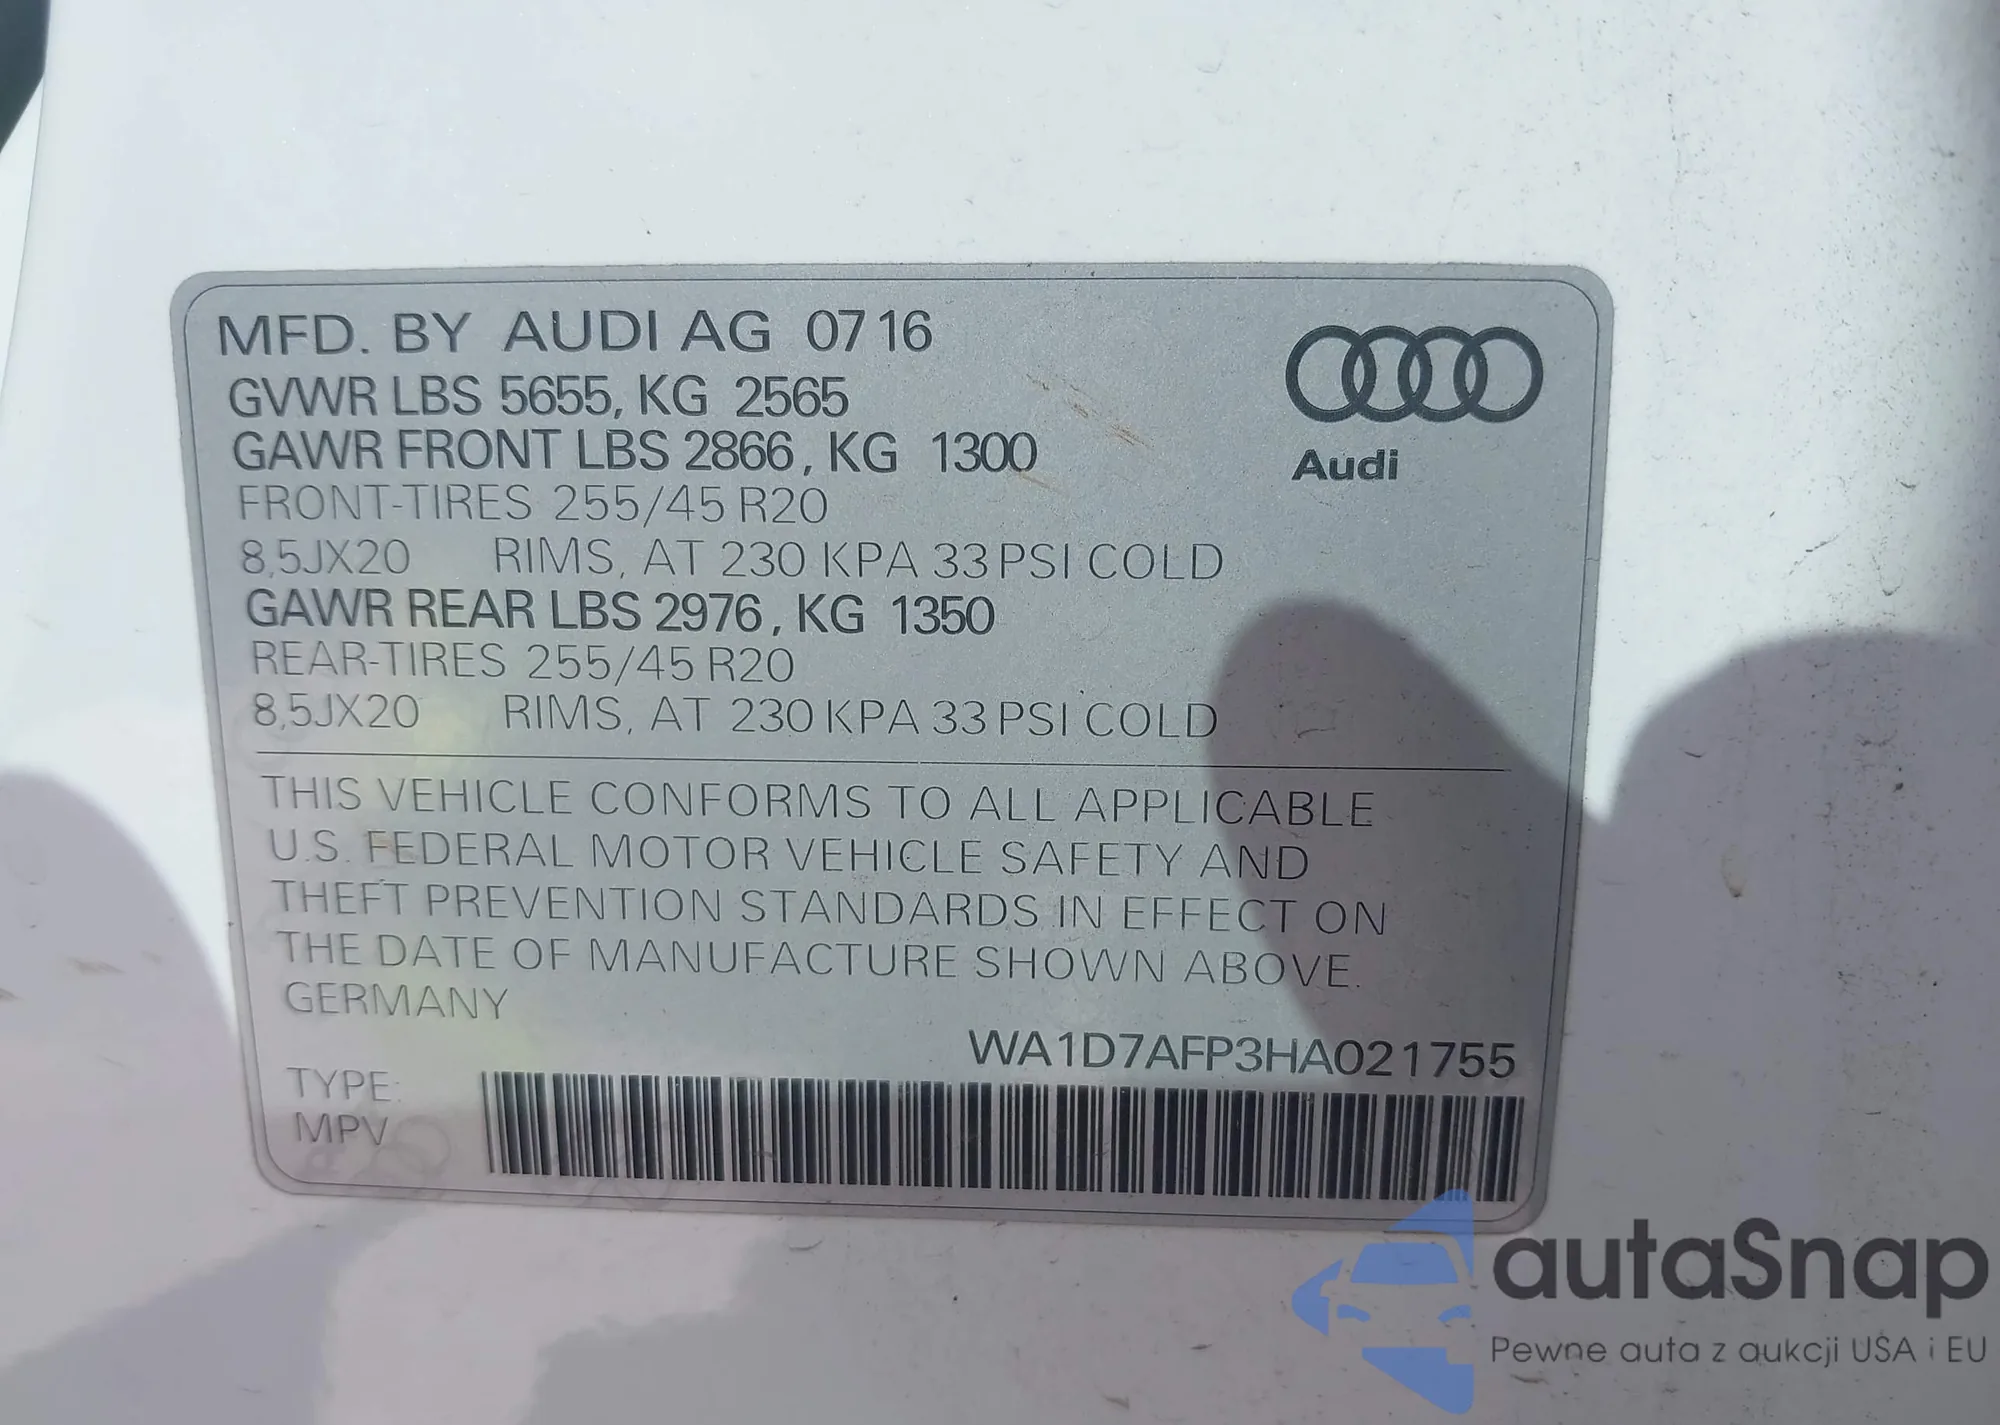 MFD. BY AUDI AG 07 16
GVWR LBS 5655, KG 2565
GAWR FRONT LBS 2866, KG 1300
FRONT-TIRES 255/45 R20
8,5JX20 RIMS, AT 230 KPA 33 PSI COLD
GAWR REAR LBS 2976, KG 1350
REAR-TIRES 255/45 R20
8,5JX20 RIMS, AT 230 KPA 33 PSI COLD
Audi
THIS VEHICLE CONFORMS TO ALL APPLICABLE
U.S. FEDERAL MOTOR VEHICLE SAFETY AND
THEFT PREVENTION STANDARDS IN EFFECT ON
THE DATE OF MANUFACTURE SHOWN ABOVE.
GERMANY
WA1D7AFP3HA021755
TYPE:
MPV
autaSnap
Pewne auta z aukcji USA i EU